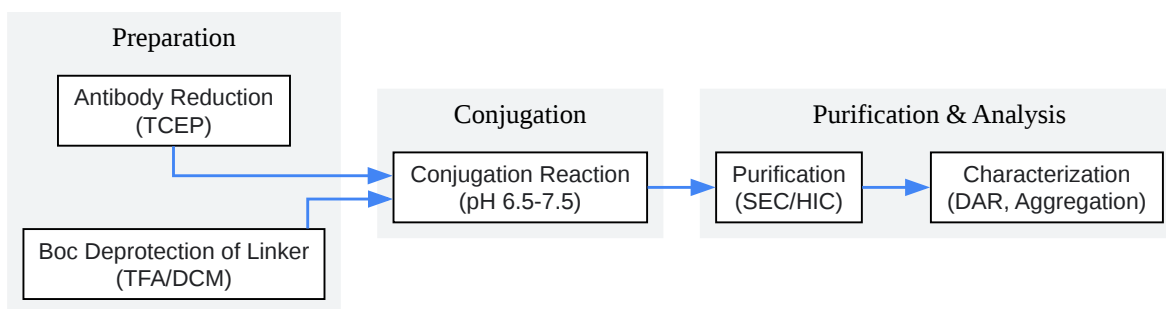 Preparation
Antibody Reduction
(TCEP)
Boc Deprotection of Linker
(TFA/DCM)
Conjugation
Conjugation Reaction
(pH 6.5-7.5)
Purification & Analysis
Purification
(SEC/HIC)
Characterization
(DAR, Aggregation)